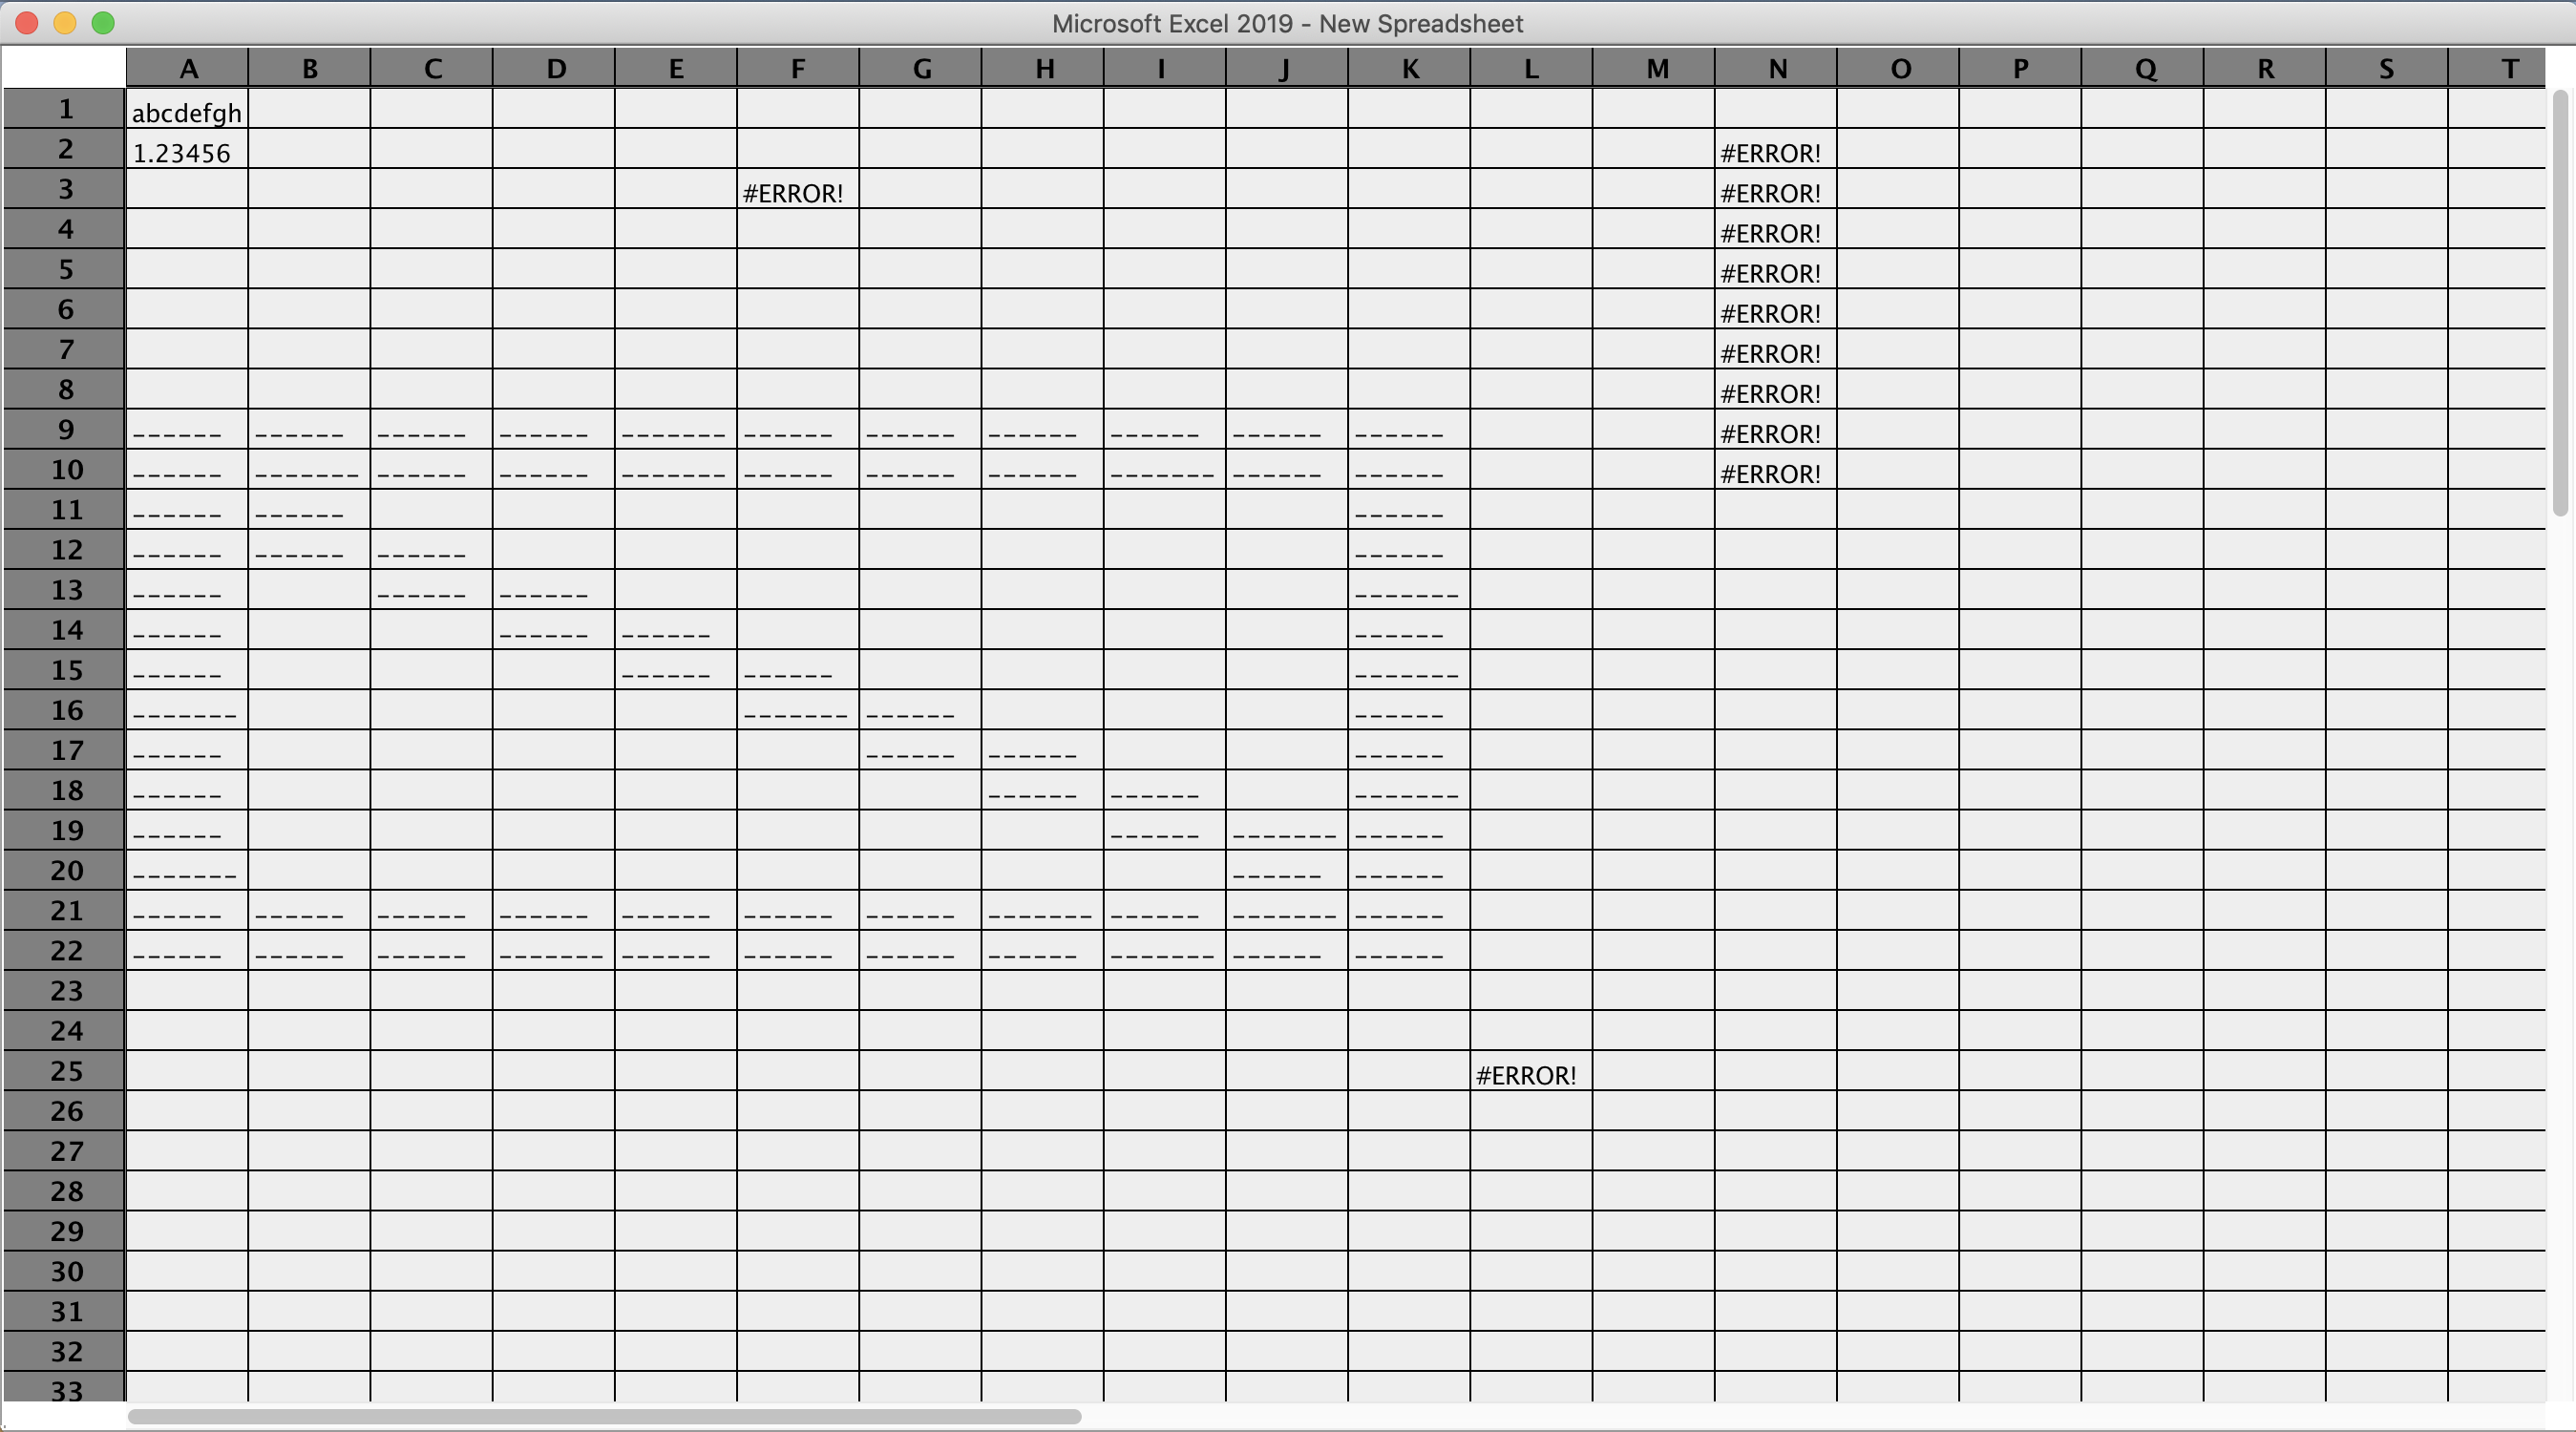 Microsoft Excel 2019 - New Spreadsheet
A B C D E F G H I J K L M N O P Q R S T
1 abcdefgh
2 1.23456 #ERROR!
3 #ERROR! #ERROR!
4 #ERROR!
5 #ERROR!
6 #ERROR!
7 #ERROR!
8 #ERROR!
9 ------ ------ ------ ------ ------- ------ ------ ------ ------ ------ ------ #ERROR!
10 ------ ------- ------ ------ ------- ------ ------ ------ ------- ------ ------ #ERROR!
11 ------ ------ ------
12 ------ ------ ------ ------
13 ------ ------ ------ -------
14 ------ ------ ------ ------
15 ------ ------ ------ -------
16 ------- ------- ------ ------
17 ------ ------ ------ ------
18 ------ ------ ------ -------
19 ------ ------ ------- ------
20 ------- ------ ------
21 ------ ------ ------ ------ ------ ------ ------ ------- ------ ------- ------
22 ------ ------ ------ ------- ------ ------ ------ ------ ------- ------ ------
23
24
25 #ERROR!
26
27
28
29
30
31
32
33